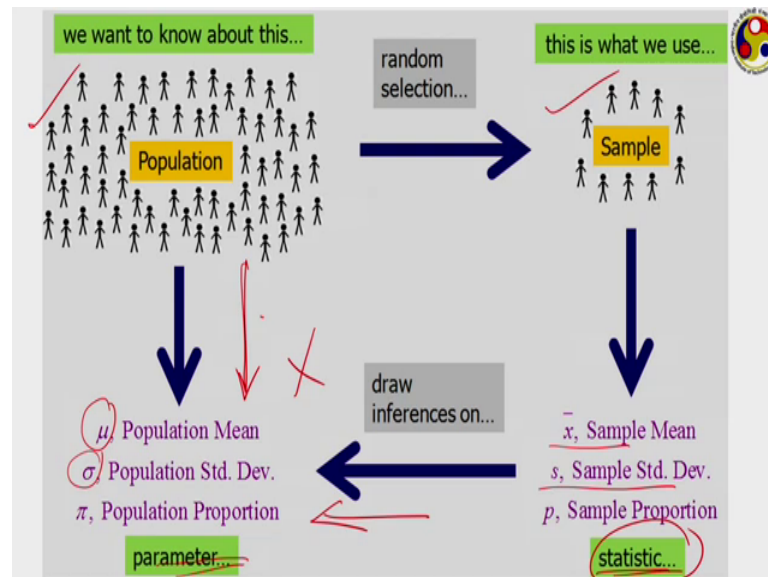 we want to know about this...
random
selection...
this is what we use...
Population
Sample
draw
inferences on...
μ, Population Mean
σ, Population Std. Dev.
π, Population Proportion
parameter...
x̄, Sample Mean
s, Sample Std. Dev.
p, Sample Proportion
statistic...